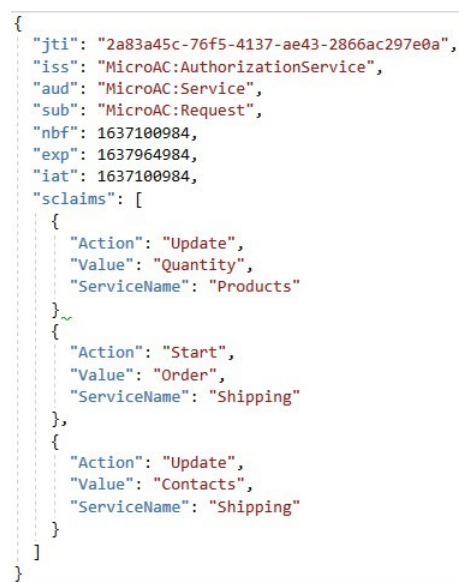 {
"jti": "2a83a45c-76f5-4137-ae43-2866ac297e0a",
"iss": "MicroAC:AuthorizationService",
"aud": "MicroAC:Service",
"sub": "MicroAC:Request",
"nbf": 1637100984,
"exp": 1637964984,
"iat": 1637100984,
"sclaims": [
{
"Action": "Update",
"Value": "Quantity",
"ServiceName": "Products"
}
{
"Action": "Start",
"Value": "Order",
"ServiceName": "Shipping"
},
{
"Action": "Update",
"Value": "Contacts",
"ServiceName": "Shipping"
}
]
}